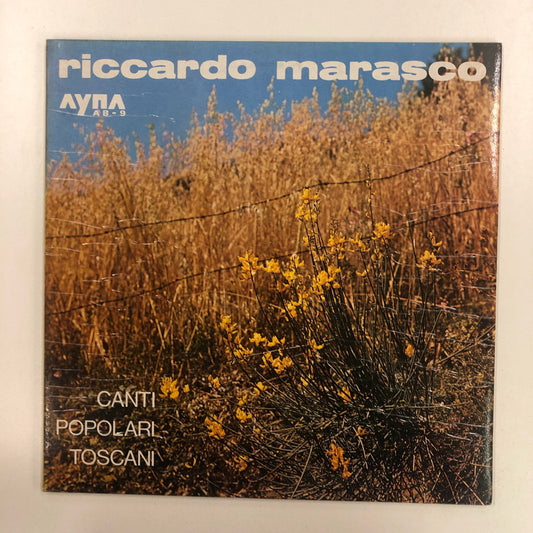 riccardo marasco
ΛΥΠΛ
AB-9
CANTI
POPOLARI
TOSCANI